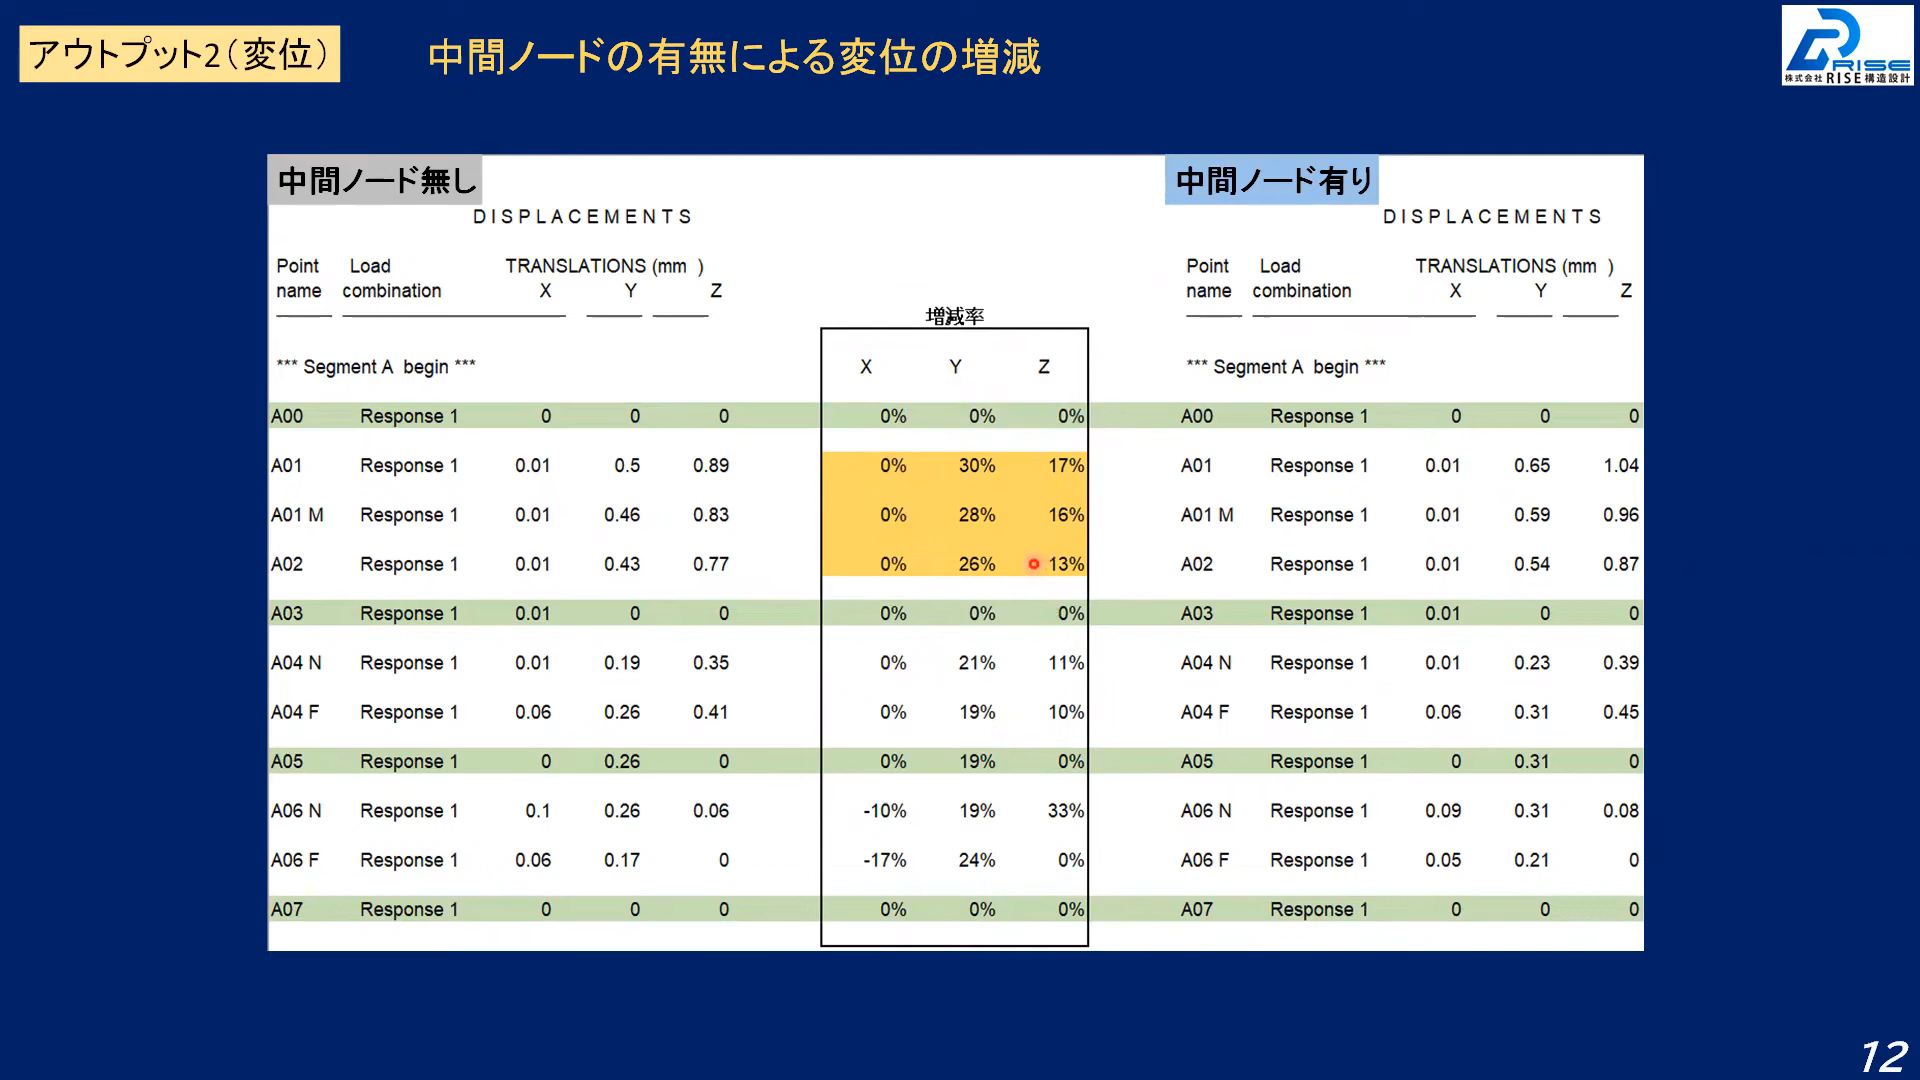 アウトプット2（変位）
中間ノードの有無による変位の増減
RISE
株式会社RISE構造設計
中間ノード無し
中間ノード有り
DISPLACEMENTS
DISPLACEMENTS
Point Load TRANSLATIONS (mm )
name combination X Y Z
Point Load TRANSLATIONS (mm )
name combination X Y Z
増減率
*** Segment A begin *** X Y Z *** Segment A begin ***
A00 Response 1 0 0 0 0% 0% 0% A00 Response 1 0 0 0
A01 Response 1 0.01 0.5 0.89 0% 30% 17% A01 Response 1 0.01 0.65 1.04
A01 M Response 1 0.01 0.46 0.83 0% 28% 16% A01 M Response 1 0.01 0.59 0.96
A02 Response 1 0.01 0.43 0.77 0% 26% 13% A02 Response 1 0.01 0.54 0.87
A03 Response 1 0.01 0 0 0% 0% 0% A03 Response 1 0.01 0 0
A04 N Response 1 0.01 0.19 0.35 0% 21% 11% A04 N Response 1 0.01 0.23 0.39
A04 F Response 1 0.06 0.26 0.41 0% 19% 10% A04 F Response 1 0.06 0.31 0.45
A05 Response 1 0 0.26 0 0% 19% 0% A05 Response 1 0 0.31 0
A06 N Response 1 0.1 0.26 0.06 -10% 19% 33% A06 N Response 1 0.09 0.31 0.08
A06 F Response 1 0.06 0.17 0 -17% 24% 0% A06 F Response 1 0.05 0.21 0
A07 Response 1 0 0 0 0% 0% 0% A07 Response 1 0 0 0
12